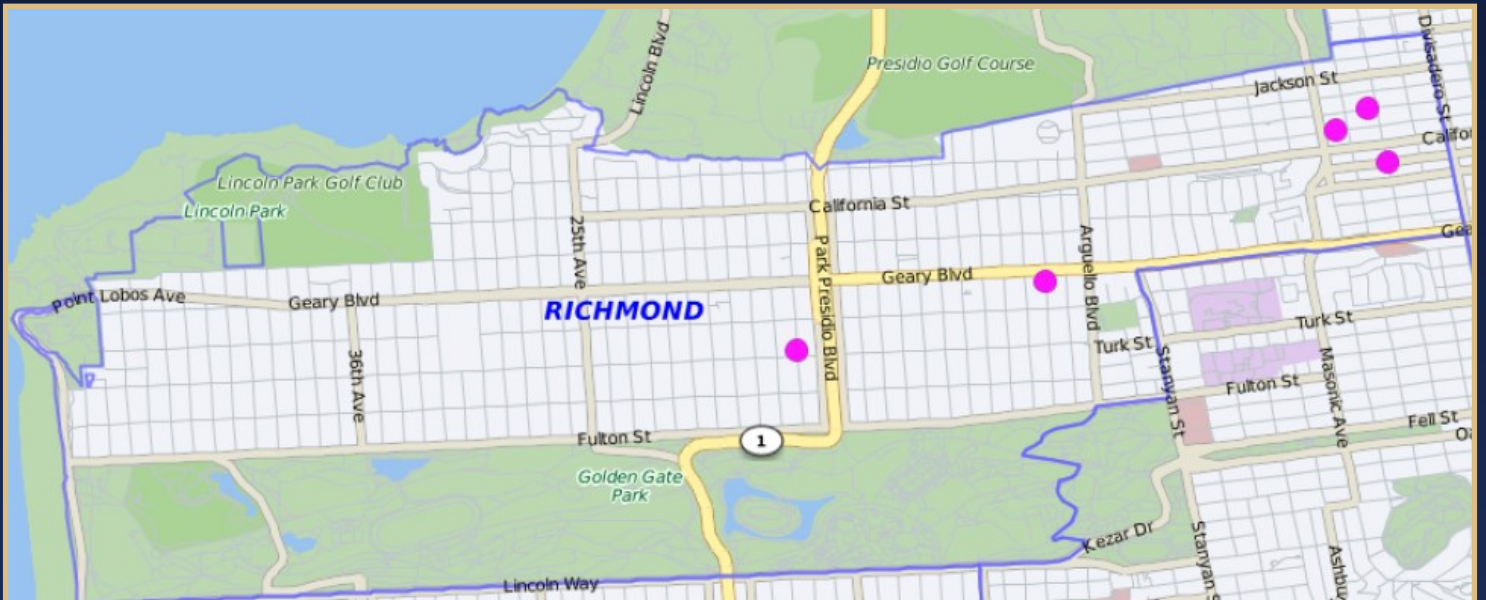 Lincoln Blvd
Presidio Golf Course
Divisadero St
Jackson St
Lincoln Park Golf Club
Lincoln Park
25th Ave
California St
Park Presidio Blvd
Arguello Blvd
Point Lobos Ave
Geary Blvd
Geary Blvd
RICHMOND
36th Ave
Turk St
Turk St
Stanyan St
Masonic Ave
Fulton St
Fulton St
1
Fell St
Golden Gate
Park
Kezar Dr
Stanyan S
Lincoln Way
Ashbu
Califo
Gea